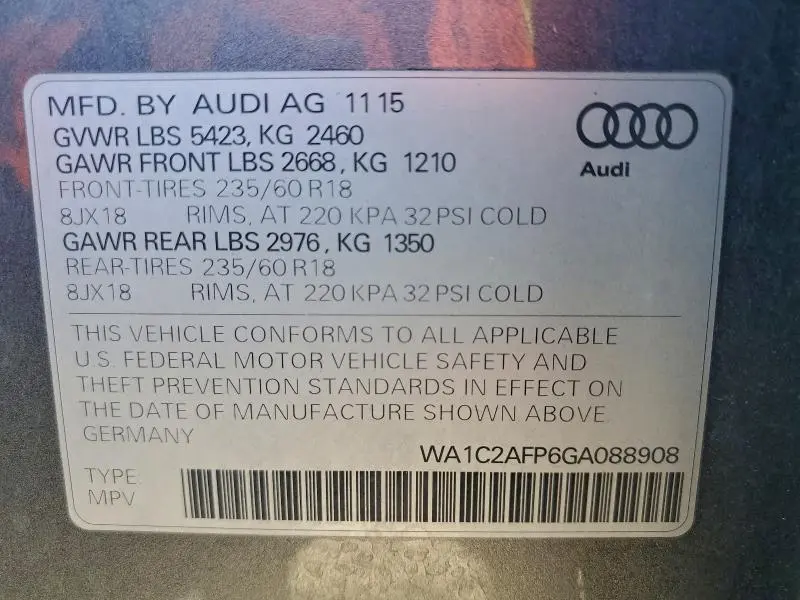 MFD. BY AUDI AG 11 15
GVWR LBS 5423, KG 2460
GAWR FRONT LBS 2668, KG 1210
FRONT-TIRES 235/60 R18
8JX18 RIMS, AT 220 KPA 32 PSI COLD
GAWR REAR LBS 2976, KG 1350
REAR-TIRES 235/60 R18
8JX18 RIMS, AT 220 KPA 32 PSI COLD
Audi
THIS VEHICLE CONFORMS TO ALL APPLICABLE
U.S. FEDERAL MOTOR VEHICLE SAFETY AND
THEFT PREVENTION STANDARDS IN EFFECT ON
THE DATE OF MANUFACTURE SHOWN ABOVE
GERMANY
WA1C2AFP6GA088908
TYPE:
MPV